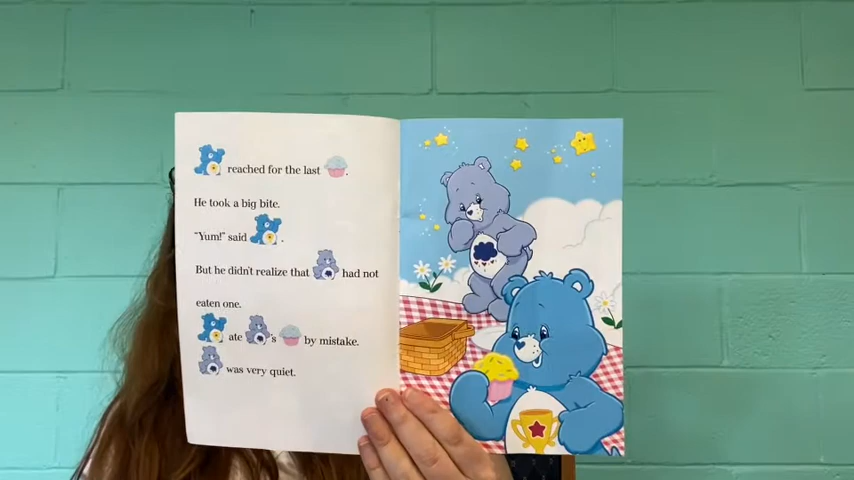 reached for the last .
He took a big bite.
"Yum!" said .
But he didn't realize that had not
eaten one.
ate 's by mistake.
was very quiet.